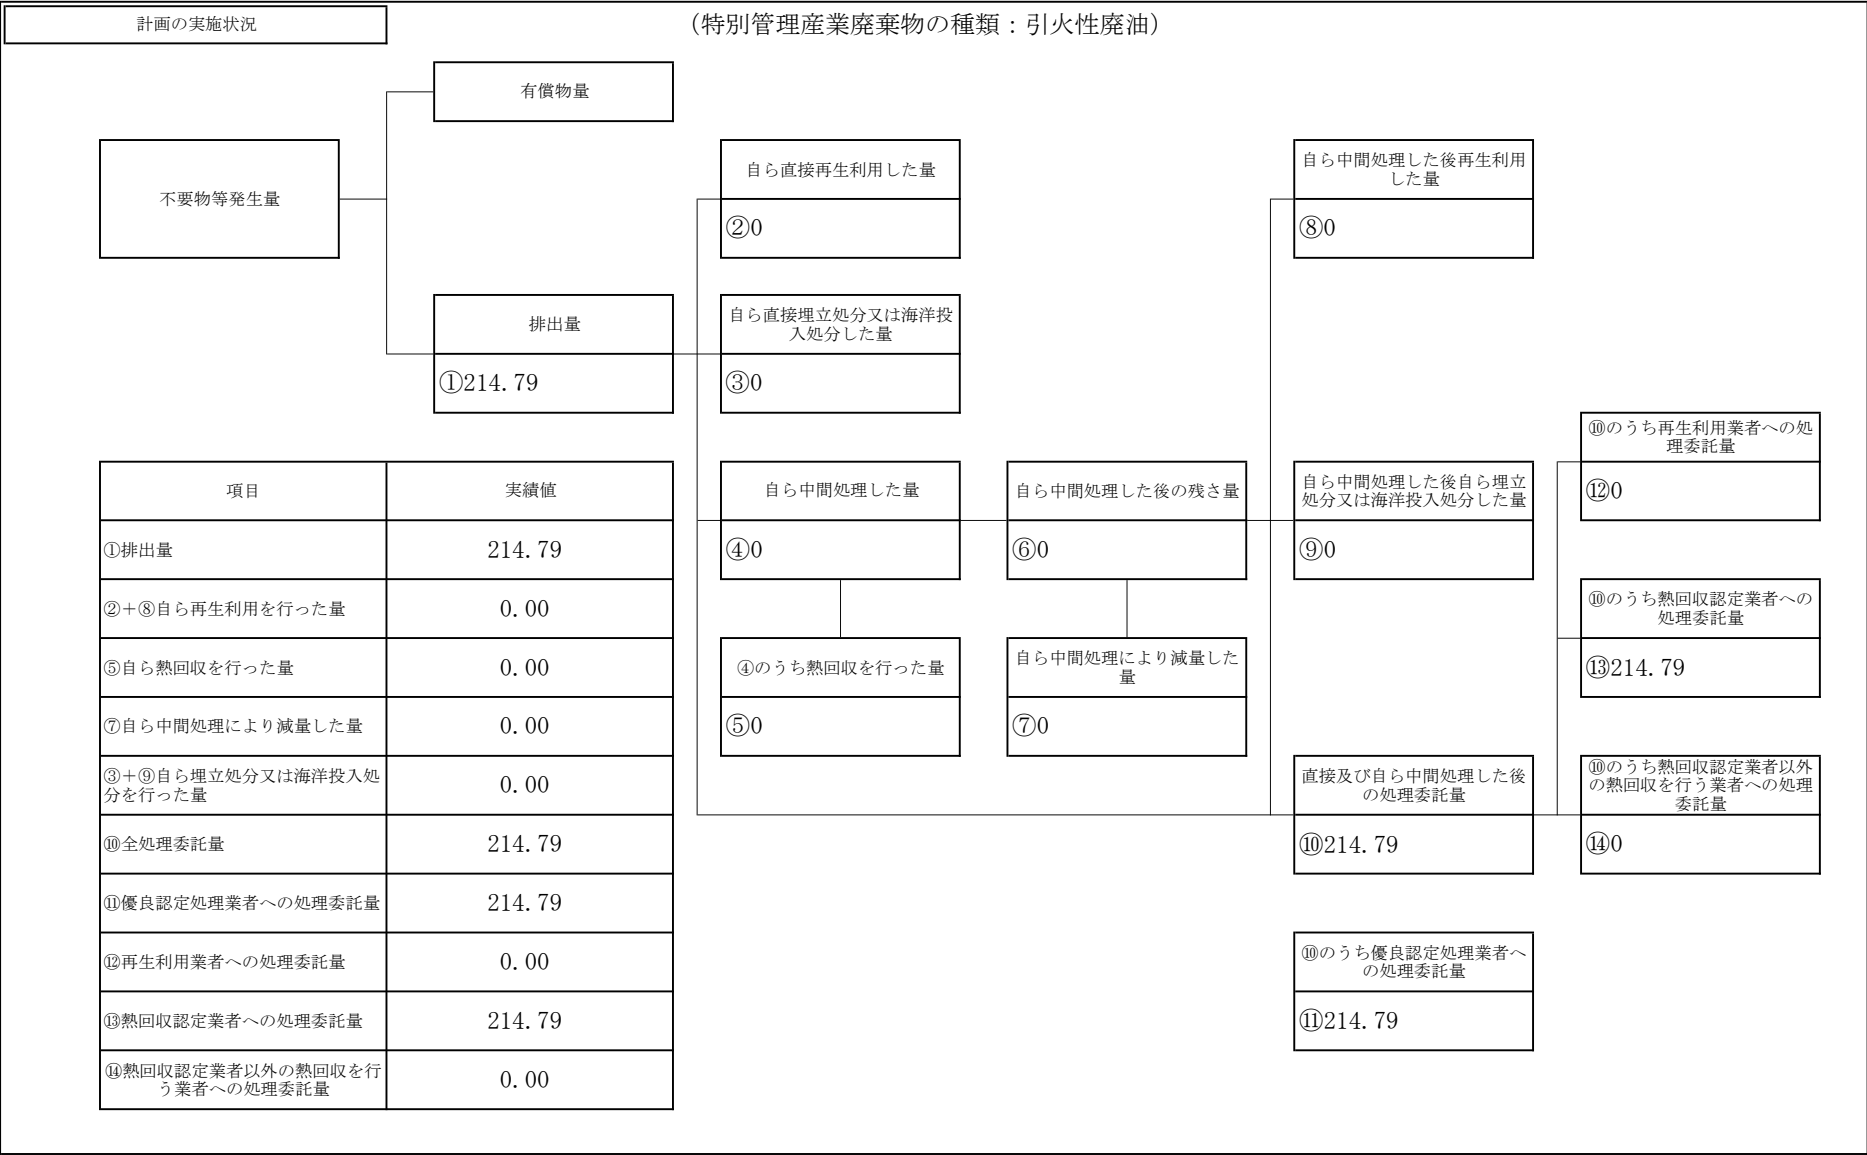 計画の実施状況
(特別管理産業廃棄物の種類：引火性廃油)
有償物量
不要物等発生量
自ら直接再生利用した量
②0
自ら中間処理した後再生利用
した量
⑧0
排出量
①214.79
自ら直接埋立処分又は海洋投
入処分した量
③0
⑩のうち再生利用業者への処
理委託量
⑫0
自ら中間処理した量
④0
自ら中間処理した後の残さ量
⑥0
自ら中間処理した後自ら埋立
処分又は海洋投入処分した量
⑨0
⑩のうち熱回収認定業者への
処理委託量
⑬214.79
④のうち熱回収を行った量
⑤0
自ら中間処理により減量した
量
⑦0
直接及び自ら中間処理した後
の処理委託量
⑩214.79
⑩のうち熱回収認定業者以外
の熱回収を行う業者への処理
委託量
⑭0
⑩のうち優良認定処理業者へ
の処理委託量
⑪214.79
項目 実績値
①排出量 214.79
②＋⑧自ら再生利用を行った量 0.00
⑤自ら熱回収を行った量 0.00
⑦自ら中間処理により減量した量 0.00
③＋⑨自ら埋立処分又は海洋投入処
分を行った量 0.00
⑩全処理委託量 214.79
⑪優良認定処理業者への処理委託量 214.79
⑫再生利用業者への処理委託量 0.00
⑬熱回収認定業者への処理委託量 214.79
⑭熱回収認定業者以外の熱回収を行
う業者への処理委託量 0.00